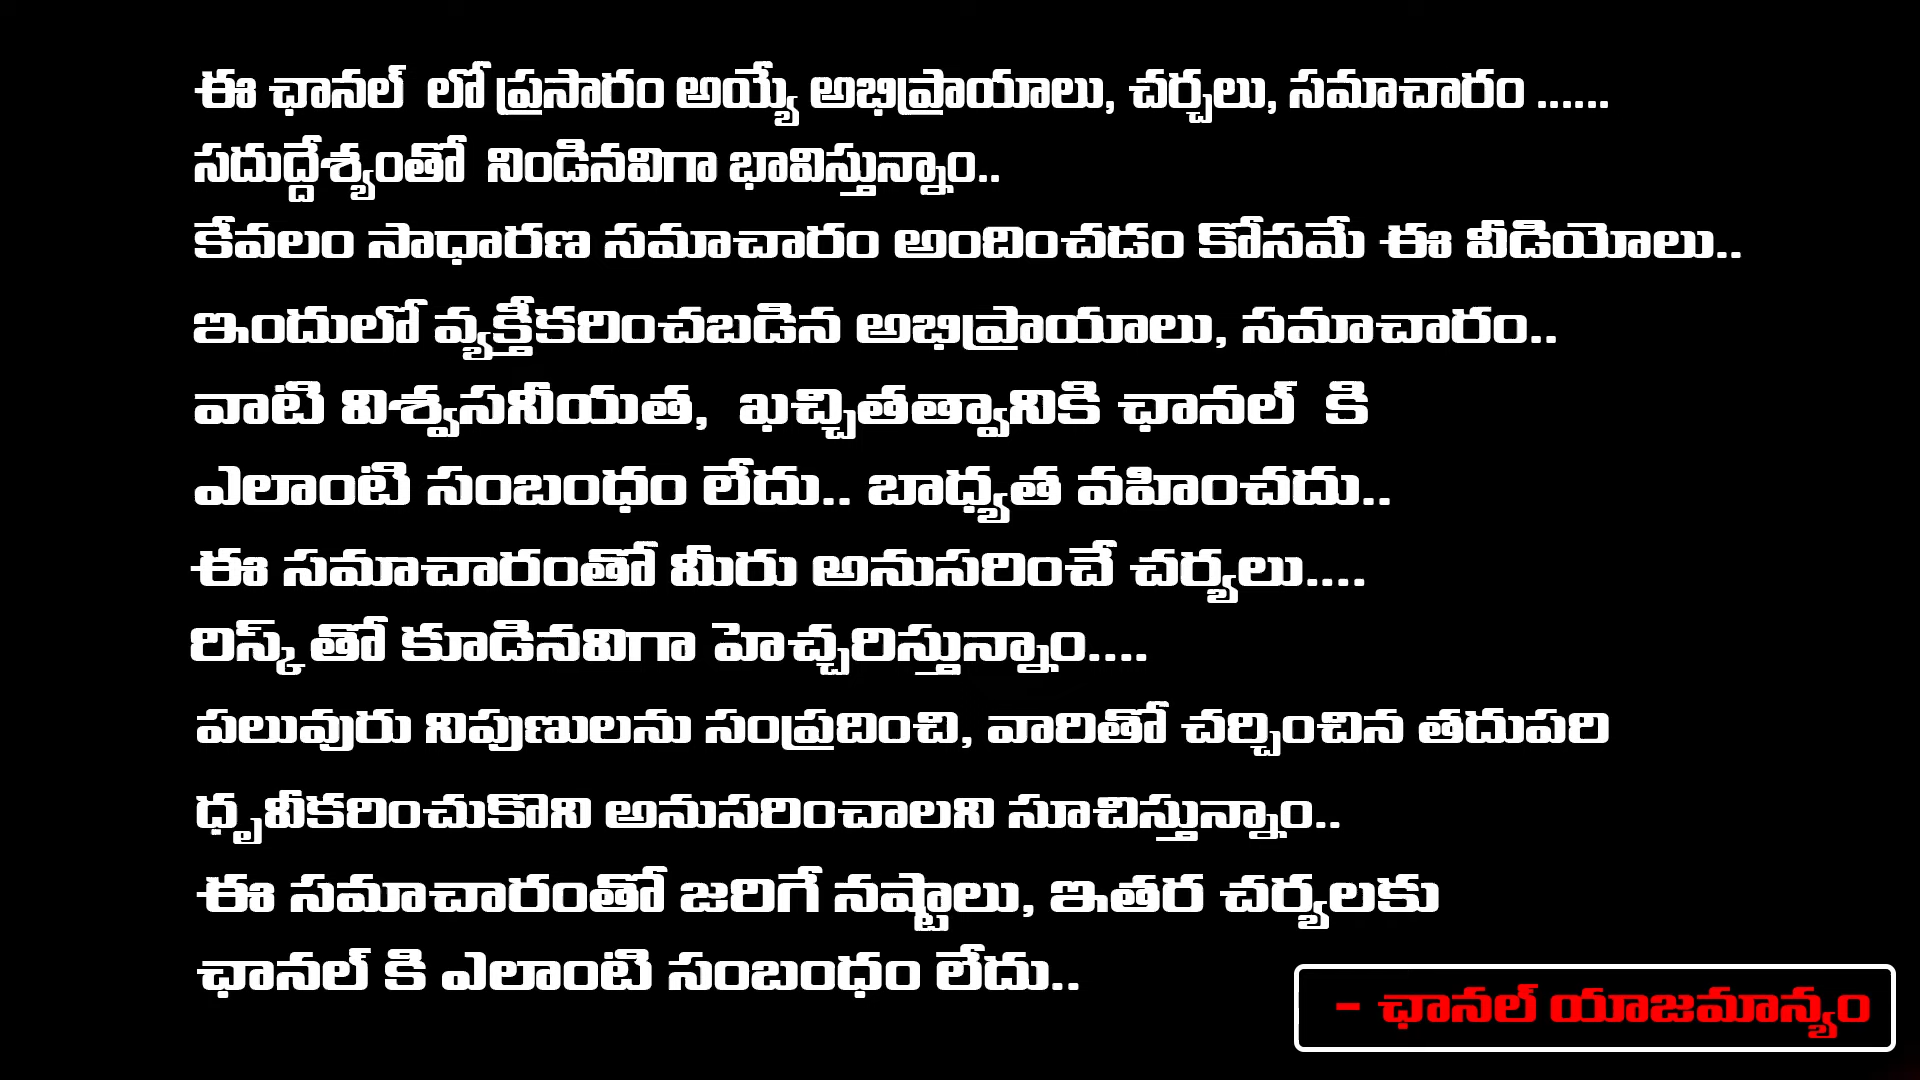 ఈ ఛానల్ లో ప్రసారం అయ్యే అభిప్రాయాలు, చర్చలు, సమాచారం ......
సదుద్దేశ్యంతో నిండినవిగా భావిస్తున్నాం..
కేవలం సాధారణ సమాచారం అందించడం కోసమే ఈ వీడియోలు..
ఇందులో వ్యక్తీకరించబడిన అభిప్రాయాలు, సమాచారం..
వాటి విశ్వసనీయత, ఖచ్చితత్వానికి ఛానల్ కి
ఎలాంటి సంబంధం లేదు.. బాధ్యత వహించదు..
ఈ సమాచారంతో మీరు అనుసరించే చర్యలు....
రిస్క్ తో కూడినవిగా హెచ్చరిస్తున్నాం....
పలువురు నిపుణులను సంప్రదించి, వారితో చర్చించిన తదుపరి
ధృవీకరించుకొని అనుసరించాలని సూచిస్తున్నాం..
ఈ సమాచారంతో జరిగే నష్టాలు, ఇతర చర్యలకు
ఛానల్ కి ఎలాంటి సంబంధం లేదు..
- ఛానల్ యాజమాన్యం